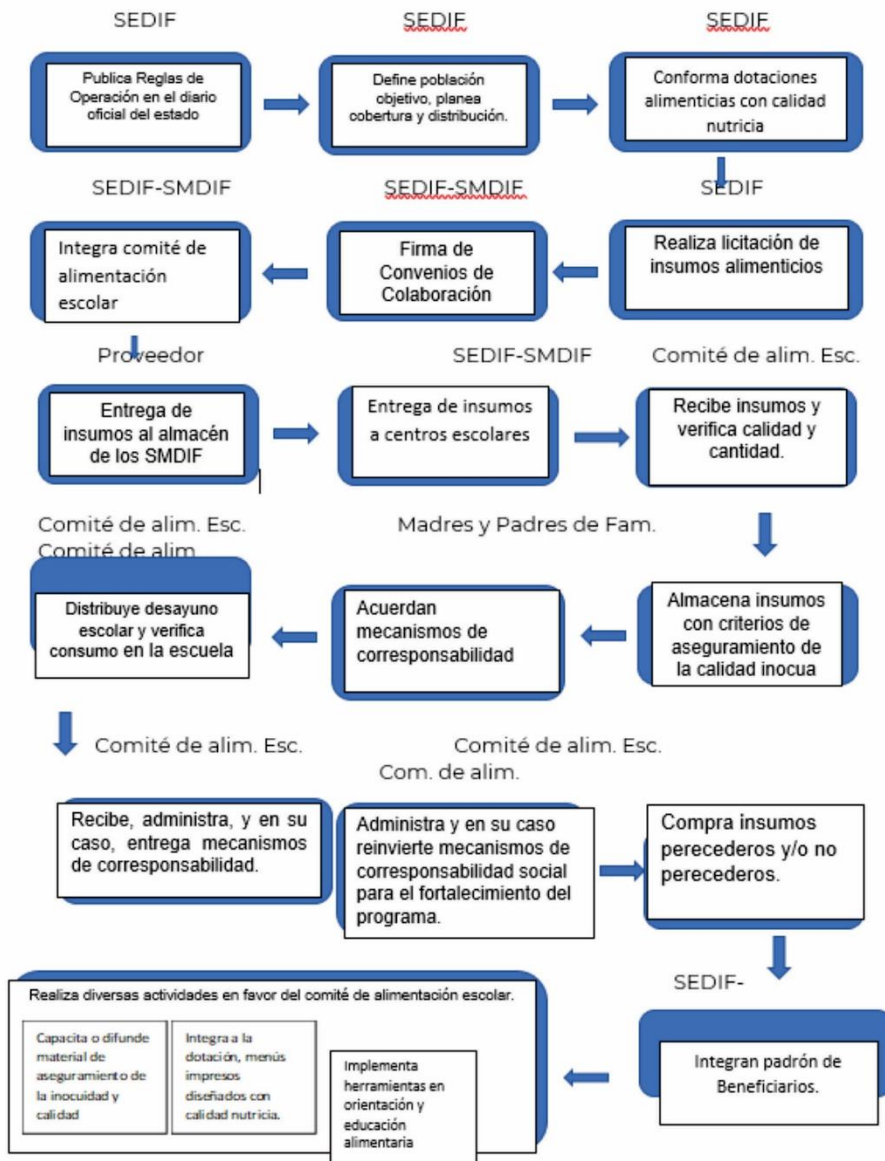 SEDIF
SEDIF
SEDIF
Publica Reglas de
Operación en el diario
oficial del estado
Define población
objetivo, planea
cobertura y distribución.
Conforma dotaciones
alimenticias con calidad
nutricia
SEDIF-SMDIF
SEDIF-SMDIF
SEDIF
Integra comité de
alimentación
escolar
Firma de
Convenios de
Colaboración
Realiza licitación de
insumos alimenticios
Proveedor
SEDIF-SMDIF
Comité de alim. Esc.
Entrega de
insumos al almacén
de los SMDIF
Entrega de insumos
a centros escolares
Recibe insumos y
verifica calidad y
cantidad.
Comité de alim. Esc.
Comité de alim
Madres y Padres de Fam.
Distribuye desayuno
escolar y verifica
consumo en la escuela
Acuerdan
mecanismos de
corresponsabilidad
Almacena insumos
con criterios de
aseguramiento de
la calidad inocua
Comité de alim. Esc.
Comité de alim. Esc.
Com. de alim.
Recibe, administra, y en su
caso, entrega mecanismos
de corresponsabilidad.
Administra y en su caso
reinvierte mecanismos de
corresponsabilidad social
para el fortalecimiento del
programa.
Compra insumos
perecederos y/o no
perecederos.
SEDIF-
Realiza diversas actividades en favor del comité de alimentación escolar.
Capacita o difunde
material de
aseguramiento de
la inocuidad y
calidad
Integra a la
dotación, menús
impresos
diseñados con
calidad nutricia.
Implementa
herramientas en
orientación y
educación
alimentaria
Integran padrón de
Beneficiarios.